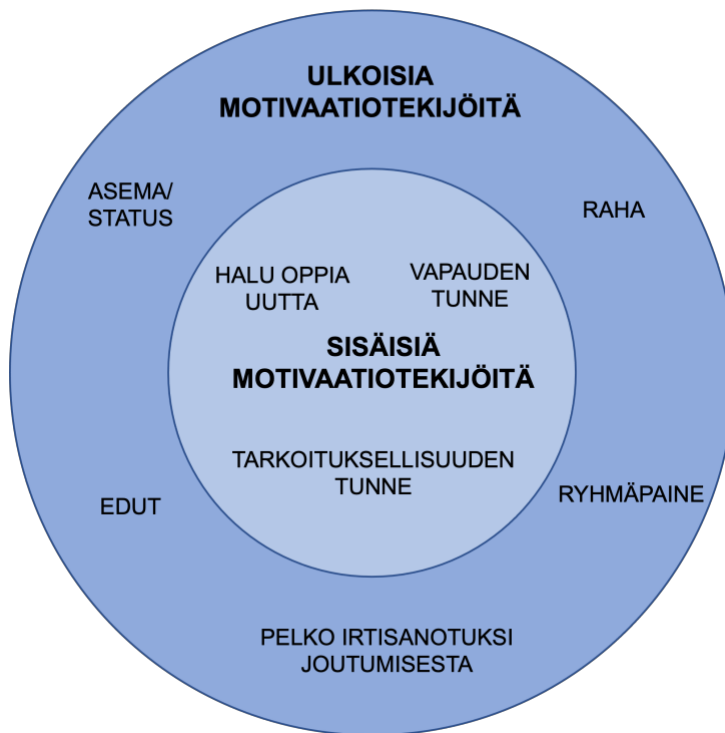 ULKOISIA
MOTIVAATIOTEKIJÖITÄ
ASEMA/
STATUS
RAHA
HALU OPPIA
UUTTA
VAPAUDEN
TUNNE
SISÄISIÄ
MOTIVAATIOTEKIJÖITÄ
TARKOITUKSELLISUUDEN
TUNNE
EDUT
RYHMÄPAINE
PELKO IRTISANOTUKSI
JOUTUMISESTA